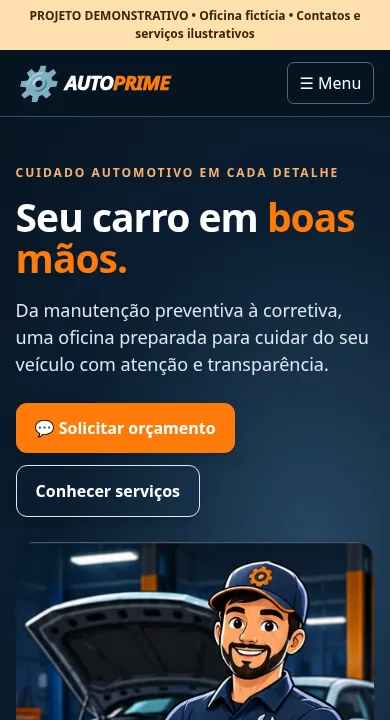 PROJETO DEMONSTRATIVO • Oficina fictícia • Contatos e
serviços ilustrativos
AUTOPRIME
☰ Menu
CUIDADO AUTOMOTIVO EM CADA DETALHE
Seu carro em boas
mãos.
Da manutenção preventiva à corretiva,
uma oficina preparada para cuidar do seu
veículo com atenção e transparência.
💬 Solicitar orçamento
Conhecer serviços